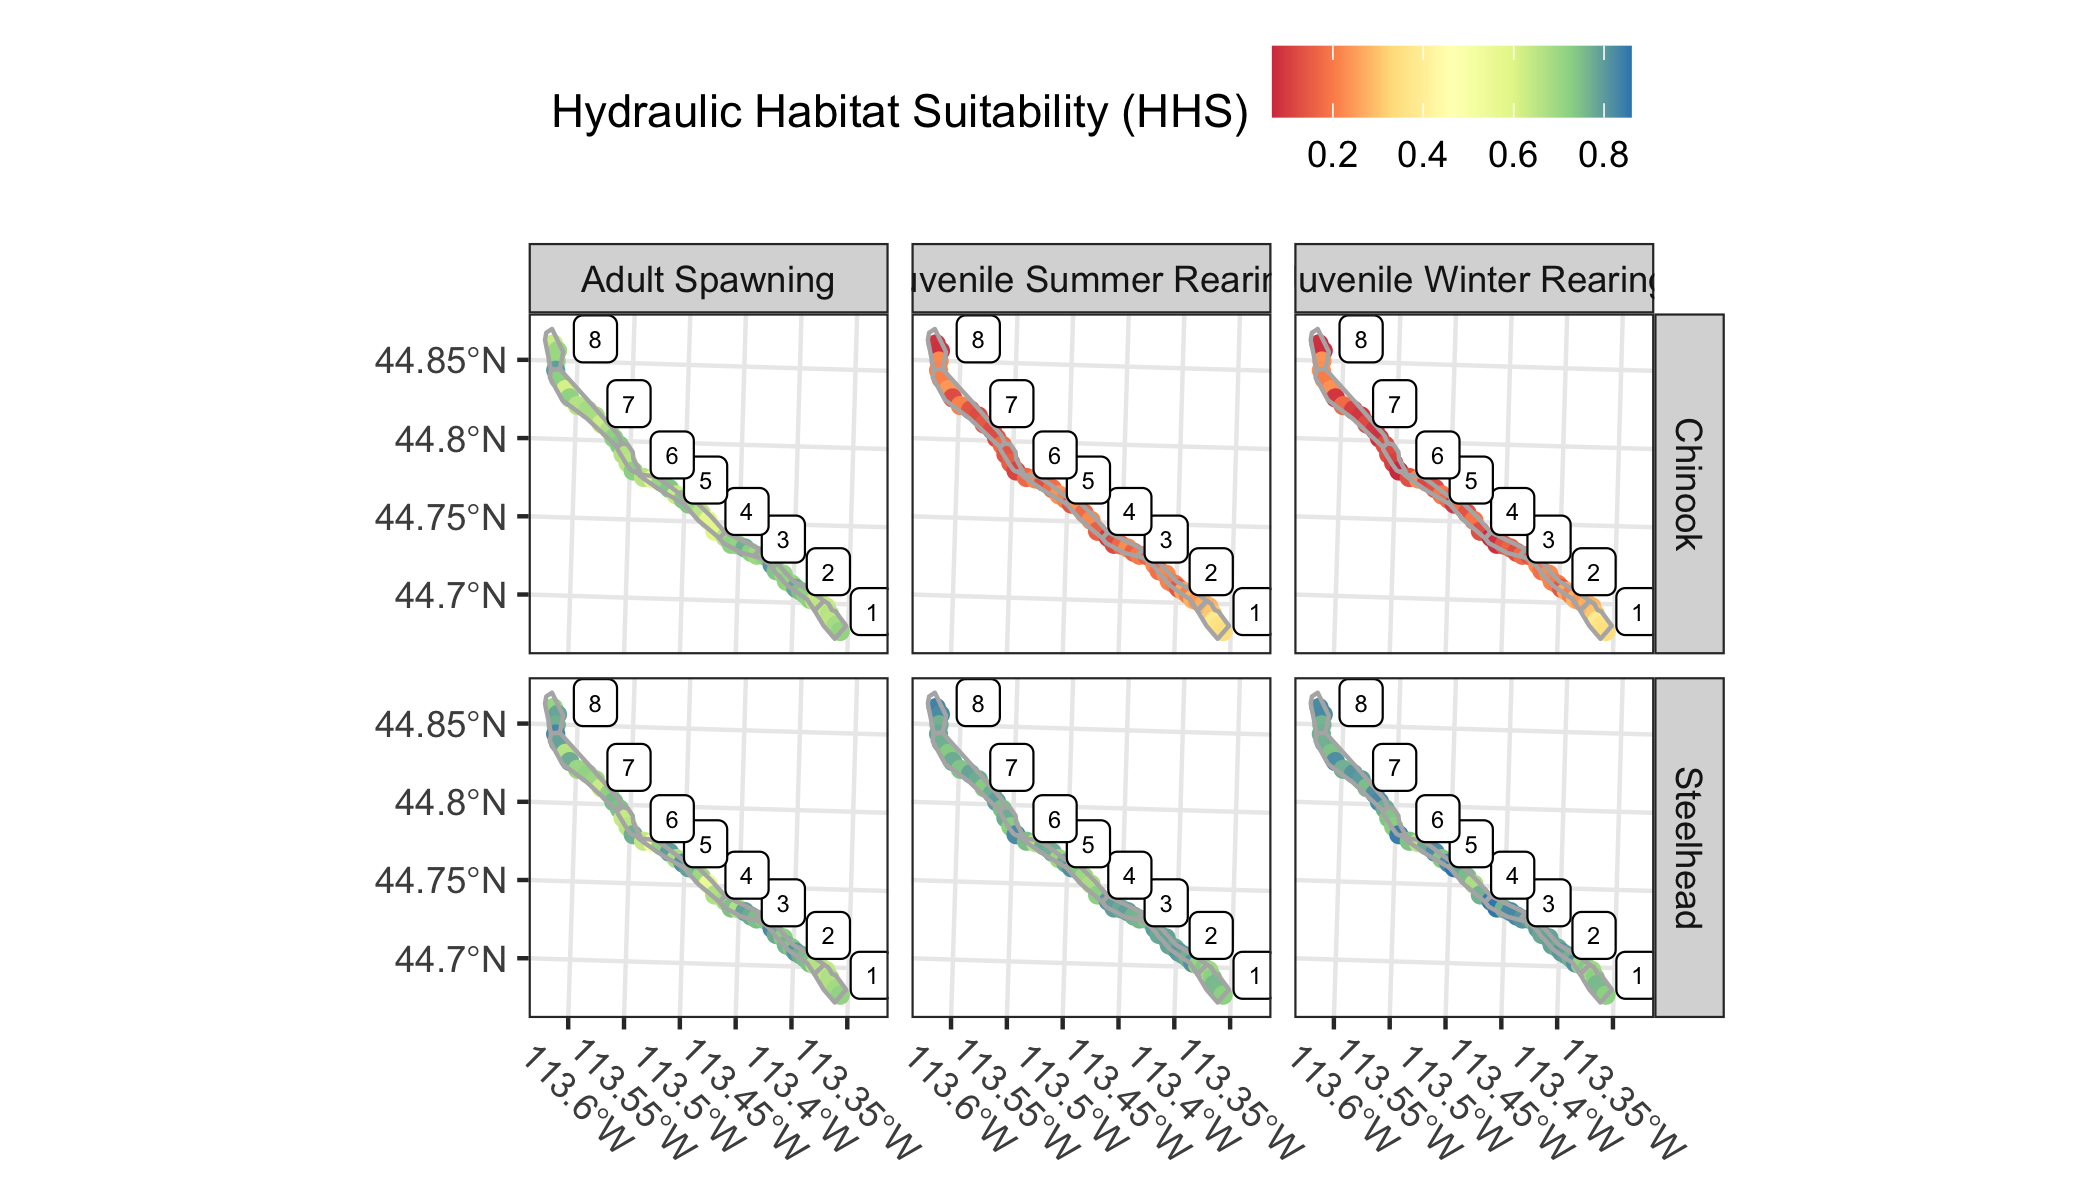 Hydraulic Habitat Suitability (HHS)
0.2 0.4 0.6 0.8
Adult Spawning
uvenile Summer Rearin
uvenile Winter Rearing
44.85°N
44.8°N
44.75°N
44.7°N
8
7
6
5
4
3
2
1
8
7
6
5
4
3
2
1
8
7
6
5
4
3
2
1
Chinook
44.85°N
44.8°N
44.75°N
44.7°N
8
7
6
5
4
3
2
1
8
7
6
5
4
3
2
1
8
7
6
5
4
3
2
1
Steelhead
113.6°W
113.55°W
113.5°W
113.45°W
113.4°W
113.35°W
113.6°W
113.55°W
113.5°W
113.45°W
113.4°W
113.35°W
113.6°W
113.55°W
113.5°W
113.45°W
113.4°W
113.35°W